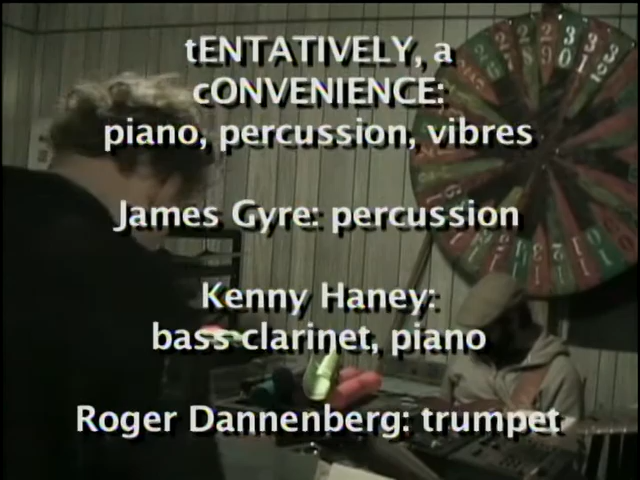 tENTATIVELY, a
cONVENIENCE:
piano, percussion, vibres
James Gyre: percussion
Kenny Haney:
bass clarinet, piano
Roger Dannenberg: trumpet